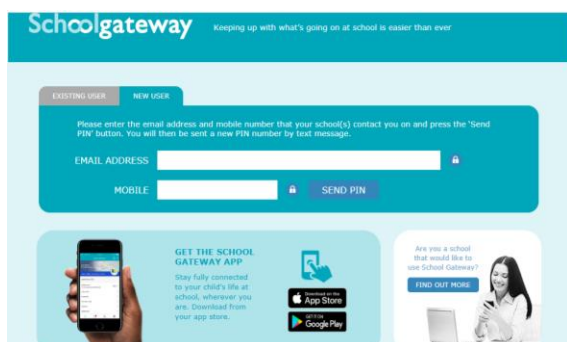 Schoolgateway
Keeping up with what's going on at school is easier than ever
EXISTING USER
NEW USER
Please enter the email address and mobile number that your school(s) contact you on and press the 'Send
PIN' button. You will then be sent a new PIN number by text message.
EMAIL ADDRESS
MOBILE
SEND PIN
GET THE SCHOOL
GATEWAY APP
Stay fully connected
to your child's life at
school, wherever you
are. Download from
your app store.
Download on the
App Store
GET IT ON
Google Play
Are you a school
that would like to
use School Gateway?
FIND OUT MORE